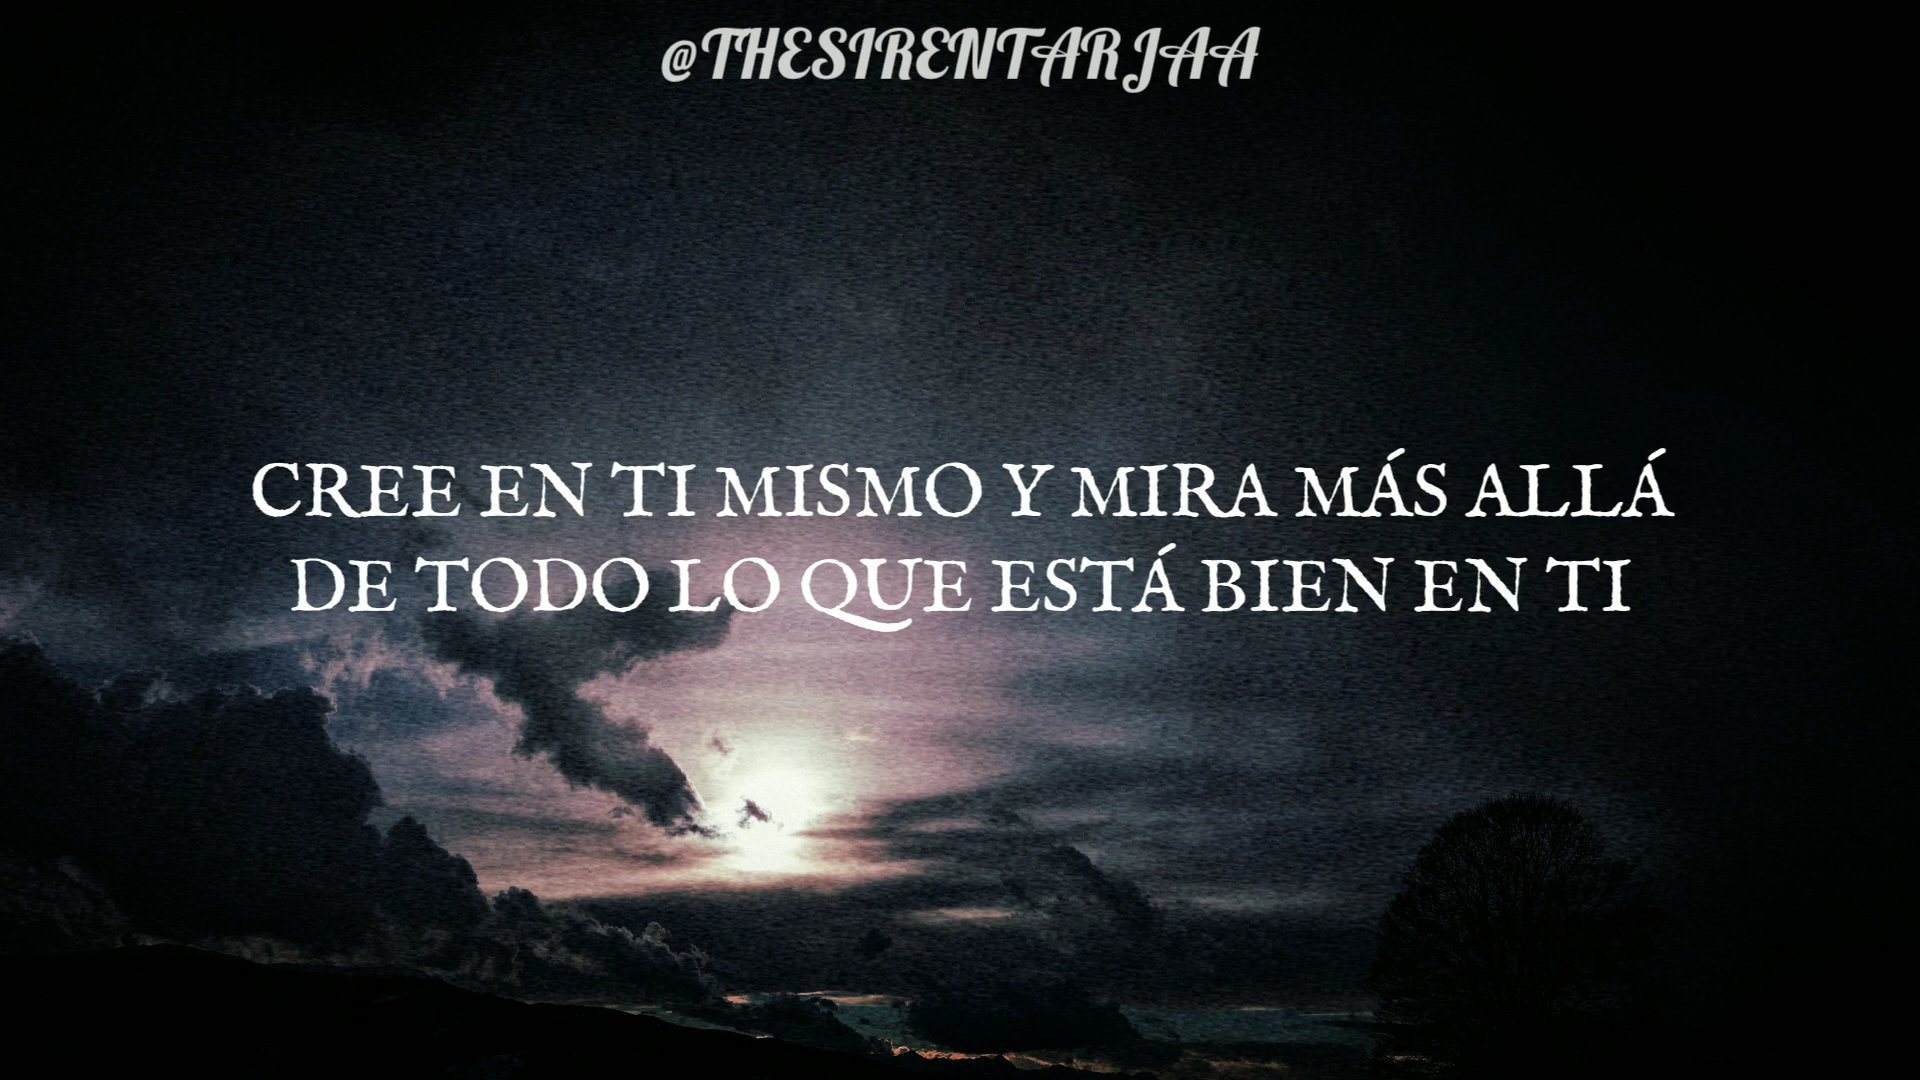 @THESIRENTARJAA
CREE EN TI MISMO Y MIRA MÁS ALLÁ
DE TODO LO QUE ESTÁ BIEN EN TI